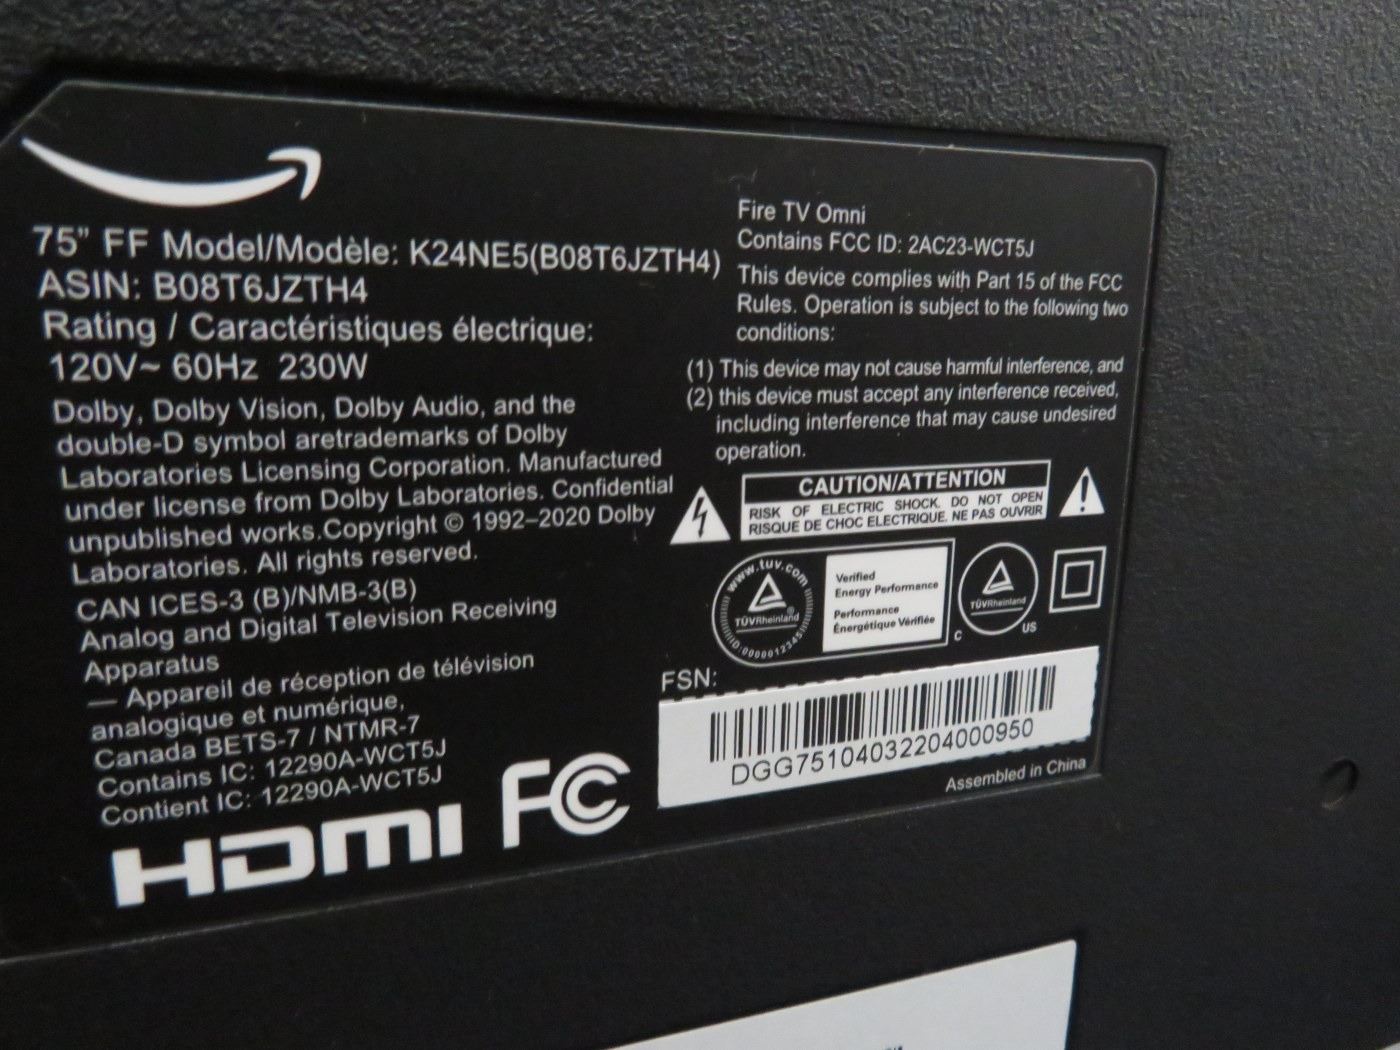 75” FF Model/Modèle: K24NE5(B08T6JZTH4)
ASIN: B08T6JZTH4
Rating / Caractéristiques électrique:
120V~ 60Hz 230W
Dolby, Dolby Vision, Dolby Audio, and the
double-D symbol aretrademarks of Dolby
Laboratories Licensing Corporation. Manufactured
under license from Dolby Laboratories. Confidential
unpublished works.Copyright © 1992–2020 Dolby
Laboratories. All rights reserved.
CAN ICES-3 (B)/NMB-3(B)
Analog and Digital Television Receiving
Apparatus
— Appareil de réception de télévision
analogique et numérique,
Canada BETS-7 / NTMR-7
Contains IC: 12290A-WCT5J
Contient IC: 12290A-WCT5J
HDMI FC
Fire TV Omni
Contains FCC ID: 2AC23-WCT5J
This device complies with Part 15 of the FCC
Rules. Operation is subject to the following two
conditions:
(1) This device may not cause harmful interference, and
(2) this device must accept any interference received,
including interference that may cause undesired
operation.
CAUTION/ATTENTION
RISK OF ELECTRIC SHOCK. DO NOT OPEN
RISQUE DE CHOC ELECTRIQUE. NE PAS OUVRIR
www.tuv.com
TÜVRheinland®
ID:0000012345
Verified
Energy Performance
Performance
Énergétique Vérifiée
TÜVRheinland
C US
FSN:
DGG75104032204000950
Assembled in China